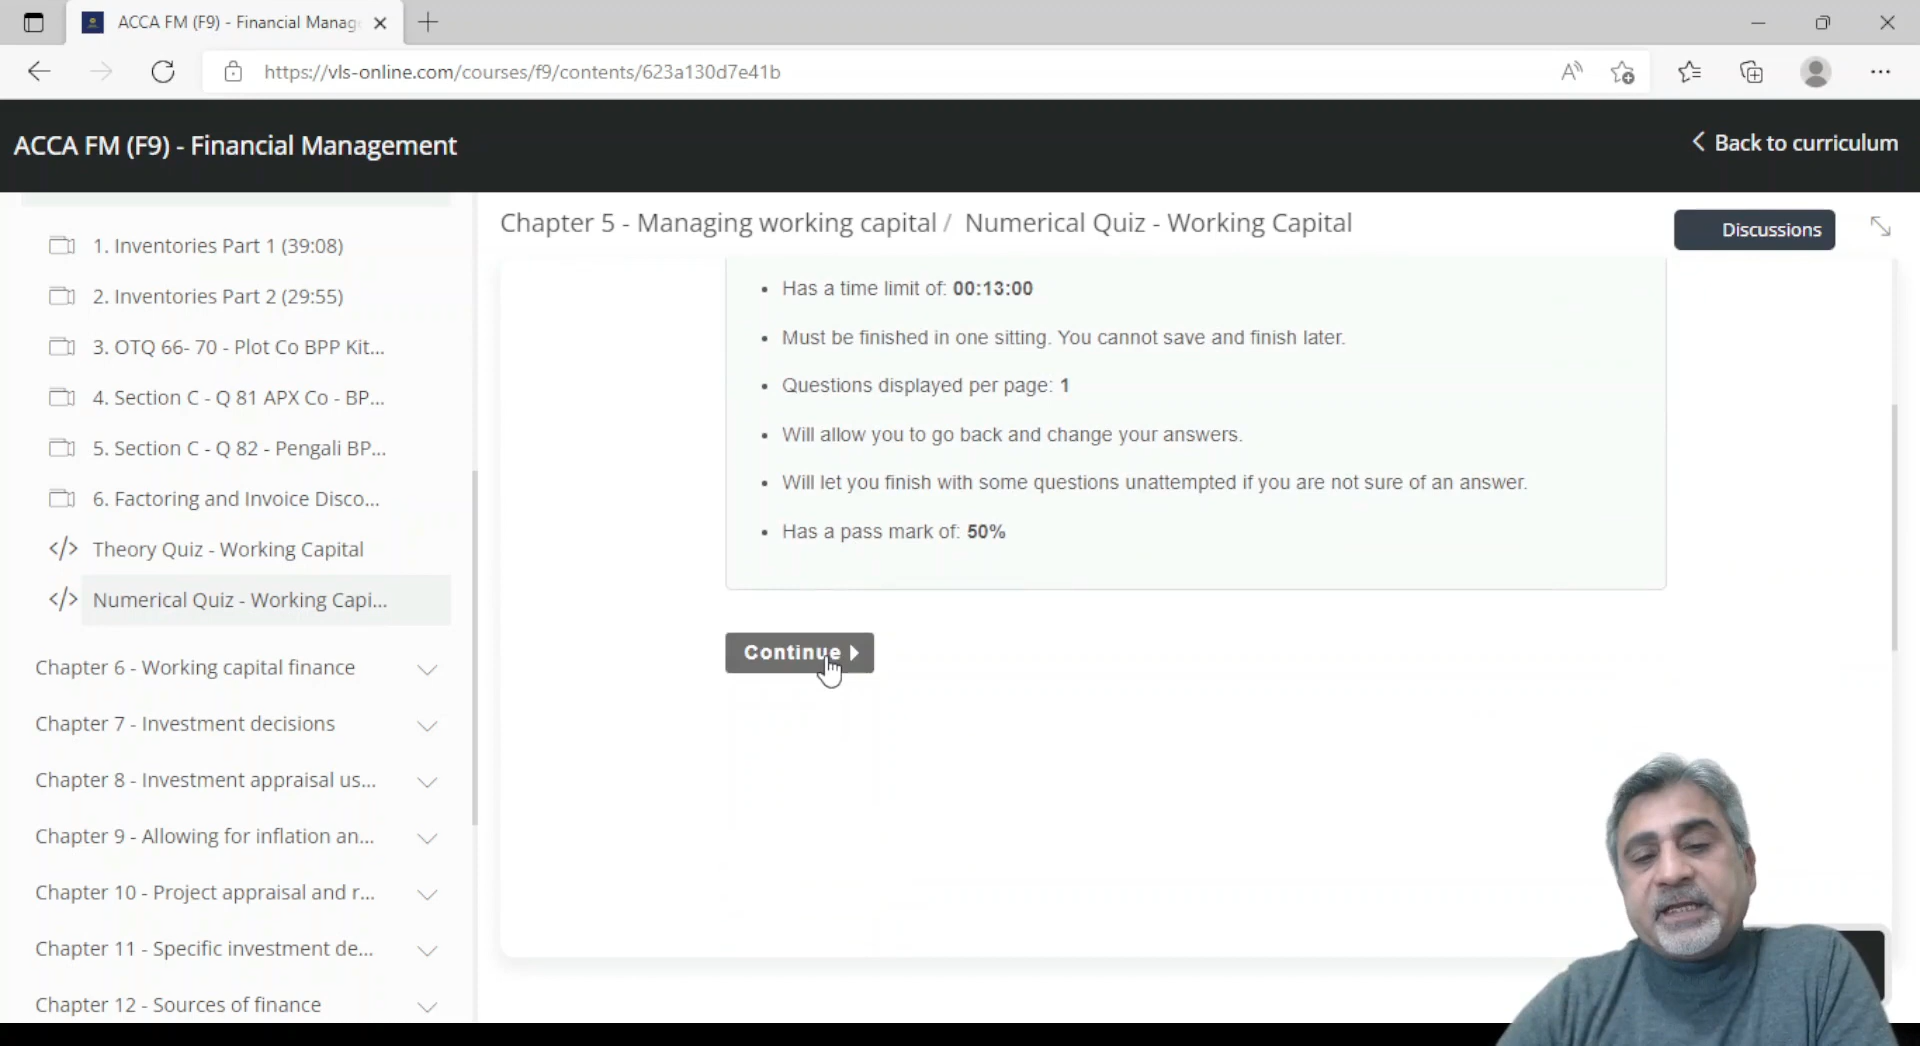 ACCA FM (F9) - Financial Manag
https://vls-online.com/courses/f9/contents/623a130d7e41b
ACCA FM (F9) - Financial Management
Back to curriculum
1. Inventories Part 1 (39:08)
2. Inventories Part 2 (29:55)
3. OTQ 66- 70 - Plot Co BPP Kit...
4. Section C - Q 81 APX Co - BP...
5. Section C - Q 82 - Pengali BP...
6. Factoring and Invoice Disco...
</> Theory Quiz - Working Capital
</> Numerical Quiz - Working Capi...
Chapter 6 - Working capital finance
Chapter 7 - Investment decisions
Chapter 8 - Investment appraisal us...
Chapter 9 - Allowing for inflation an...
Chapter 10 - Project appraisal and r...
Chapter 11 - Specific investment de...
Chapter 12 - Sources of finance
Chapter 5 - Managing working capital / Numerical Quiz - Working Capital
Discussions
• Has a time limit of: 00:13:00
• Must be finished in one sitting. You cannot save and finish later.
• Questions displayed per page: 1
• Will allow you to go back and change your answers.
• Will let you finish with some questions unattempted if you are not sure of an answer.
• Has a pass mark of: 50%
Continue